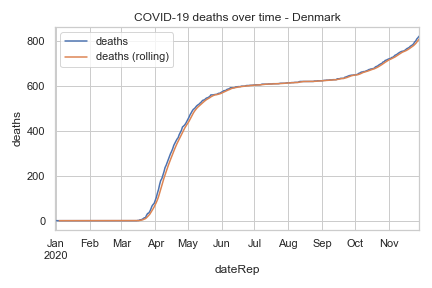 COVID-19 deaths over time - Denmark
deaths
deaths (rolling)
800
600
400
200
0
deaths
Jan Feb Mar Apr May Jun Jul Aug Sep Oct Nov
2020
dateRep